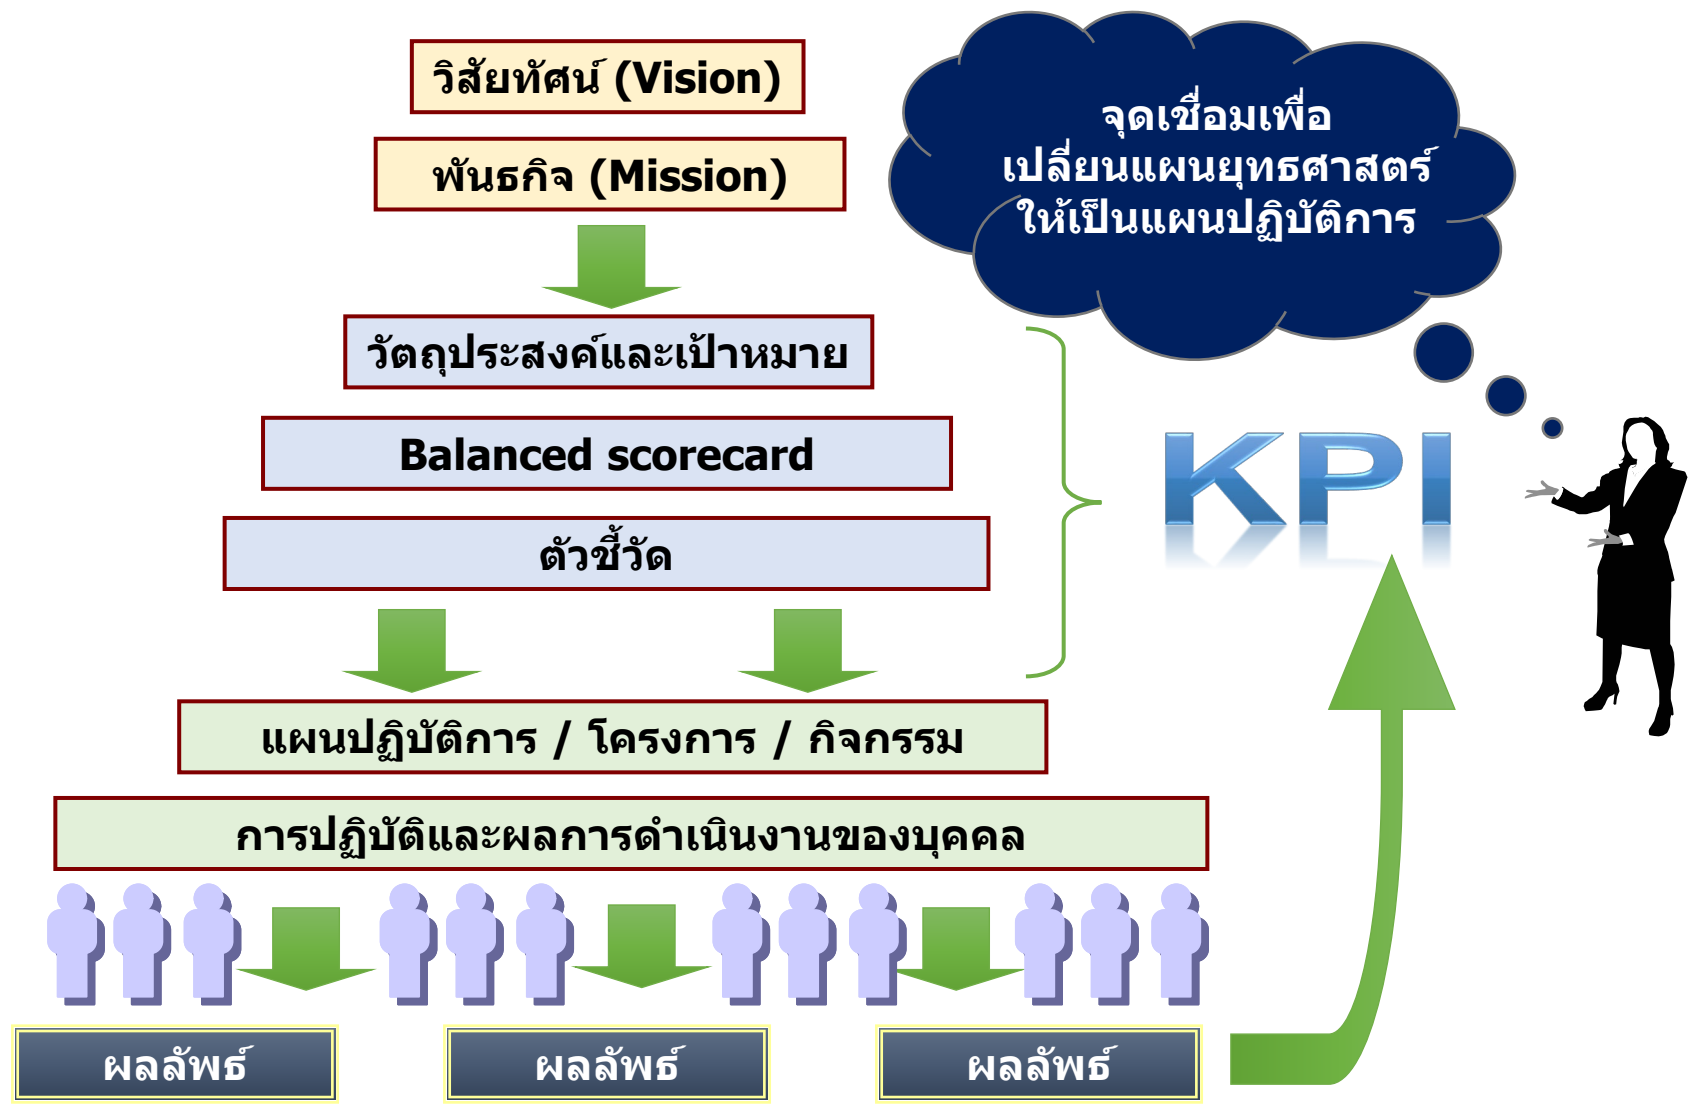 วิสัยทัศน์ (Vision)
พันธกิจ (Mission)
จุดเชื่อมเพื่อ
เปลี่ยนแผนยุทธศาสตร์
ให้เป็นแผนปฏิบัติการ
วัตถุประสงค์และเป้าหมาย
Balanced scorecard
ตัวชี้วัด
KPI
แผนปฏิบัติการ / โครงการ / กิจกรรม
การปฏิบัติและผลการดำเนินงานของบุคคล
ผลลัพธ์
ผลลัพธ์
ผลลัพธ์